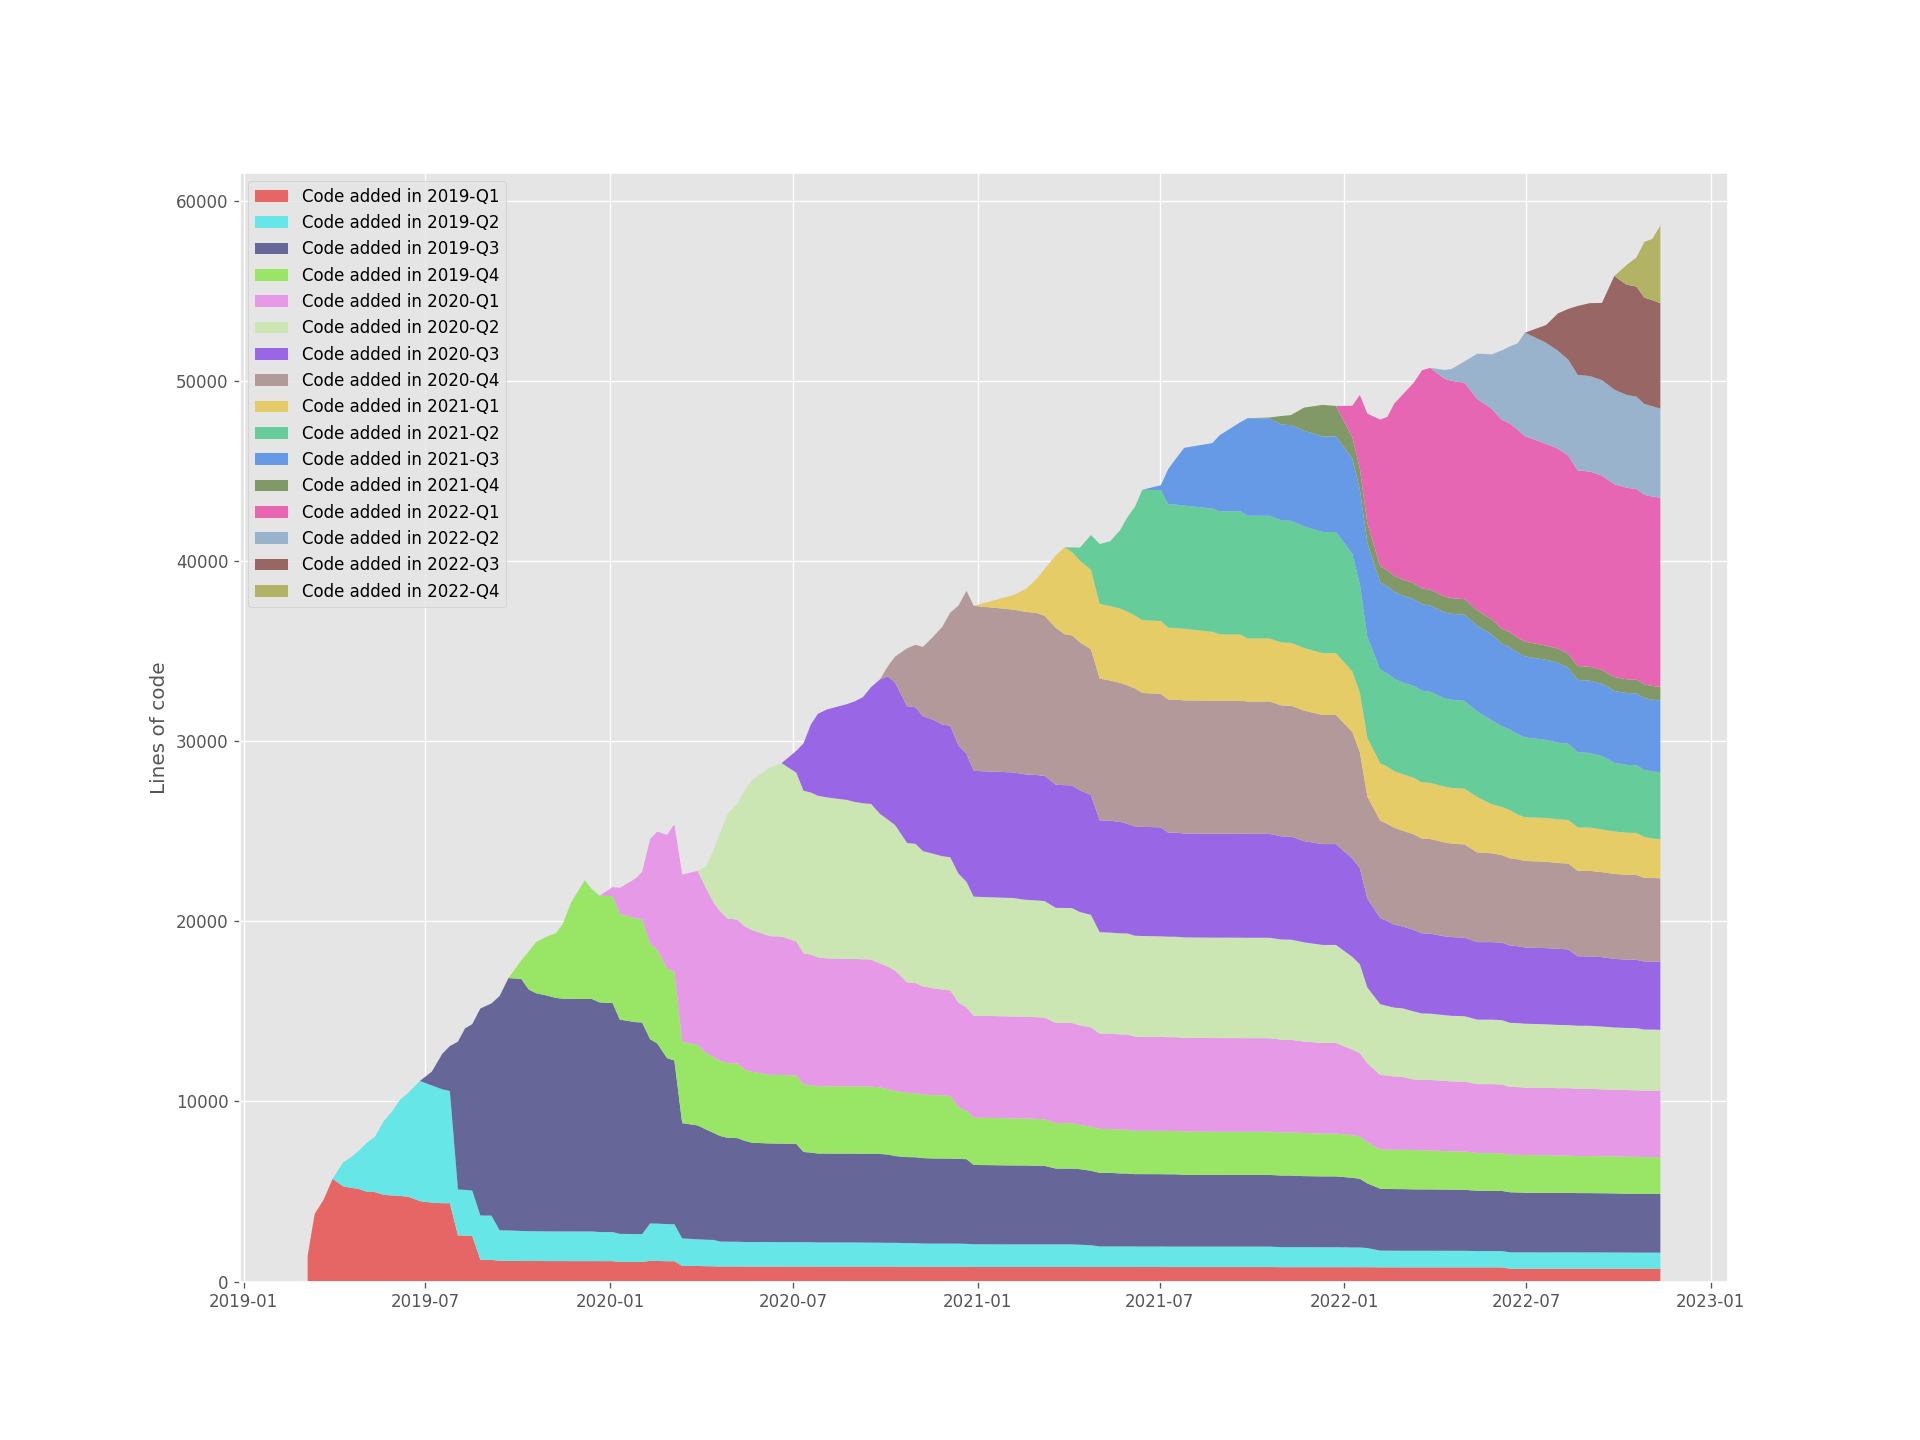 60000
50000
40000
30000
20000
10000
0
Lines of code
Code added in 2019-Q1
Code added in 2019-Q2
Code added in 2019-Q3
Code added in 2019-Q4
Code added in 2020-Q1
Code added in 2020-Q2
Code added in 2020-Q3
Code added in 2020-Q4
Code added in 2021-Q1
Code added in 2021-Q2
Code added in 2021-Q3
Code added in 2021-Q4
Code added in 2022-Q1
Code added in 2022-Q2
Code added in 2022-Q3
Code added in 2022-Q4
2019-01 2019-07 2020-01 2020-07 2021-01 2021-07 2022-01 2022-07 2023-01